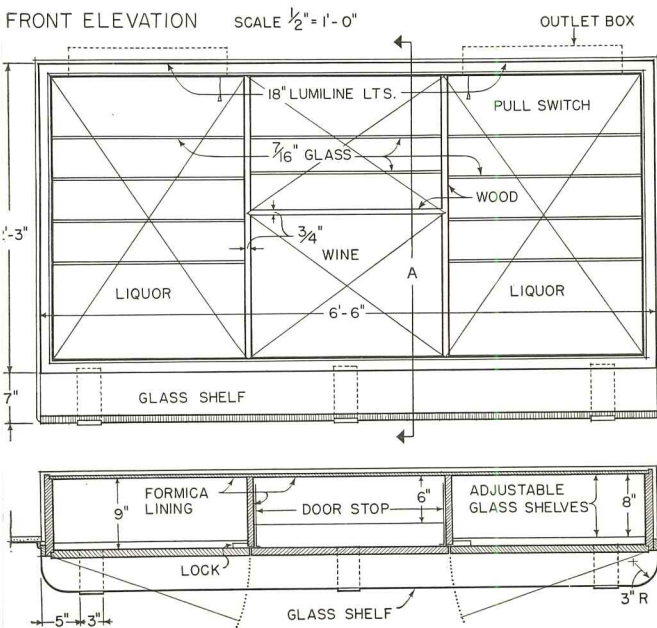 FRONT ELEVATION SCALE 1/2" = 1'-0" OUTLET BOX
18" LUMILINE LTS.
PULL SWITCH
7/16" GLASS
WOOD
'-3"
3/4"
WINE
A
LIQUOR
LIQUOR
6'-6"
7"
GLASS SHELF
FORMICA
LINING
9"
DOOR STOP
6"
ADJUSTABLE
GLASS SHELVES
8"
LOCK
5"
3"
GLASS SHELF
3" R